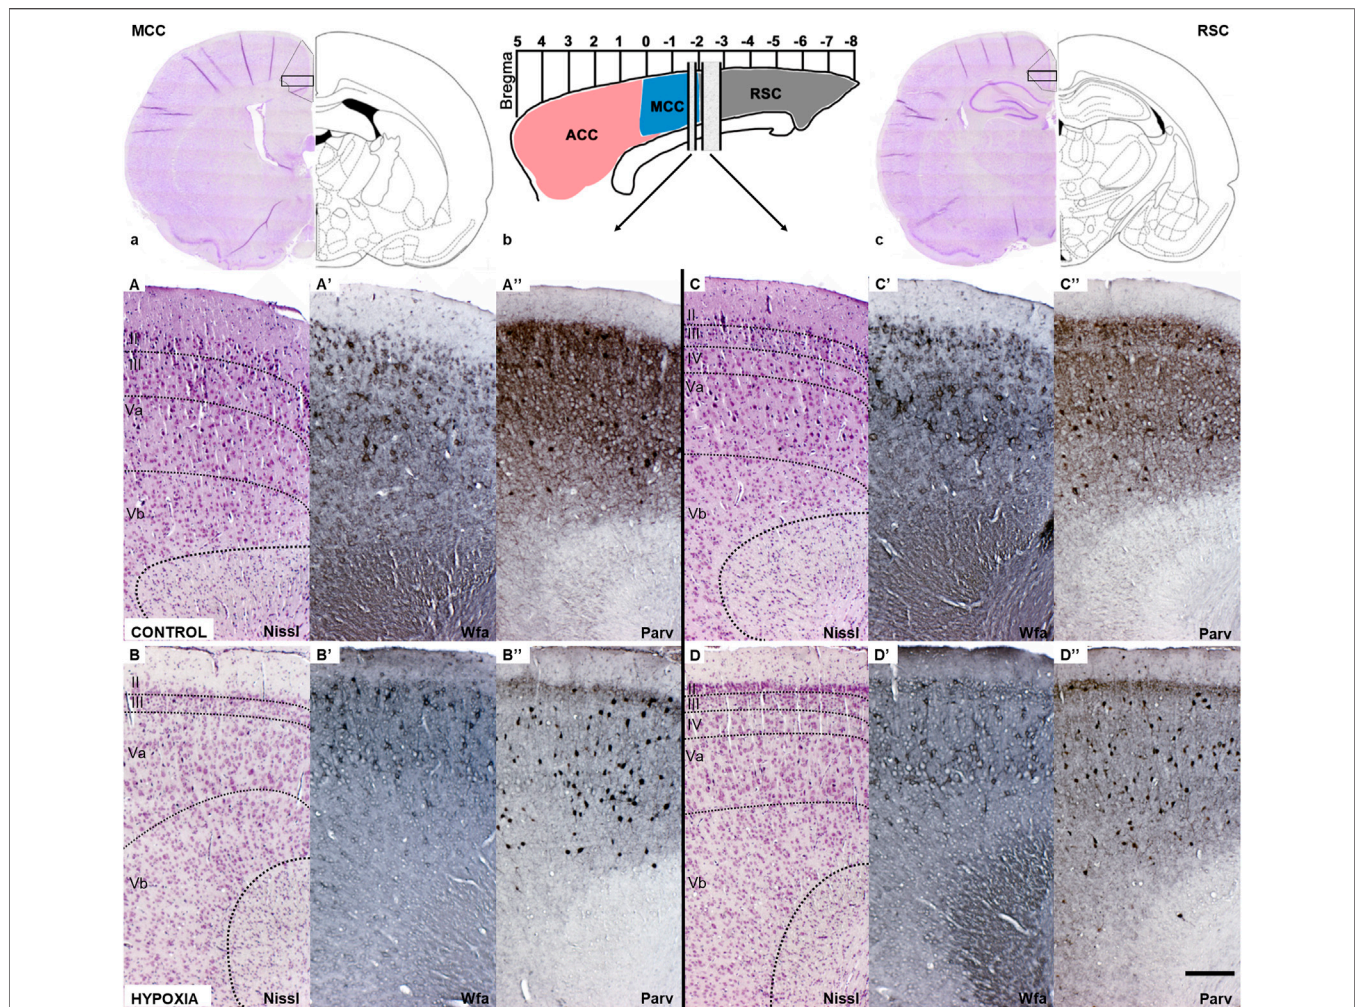 MCC
5 4 3 2 1 0 -1 -2 -3 -4 -5 -6 -7 -8
RSC
Bregma
ACC
MCC
RSC
a
b
c
A
A'
A''
C
C'
C''
II
III
Va
Vb
II
III
IV
Va
Vb
CONTROL
Nissl
Wfa
Parv
Nissl
Wfa
Parv
B
B'
B''
D
D'
D''
II
III
Va
Vb
II
III
IV
Va
Vb
HYPOXIA
Nissl
Wfa
Parv
Nissl
Wfa
Parv